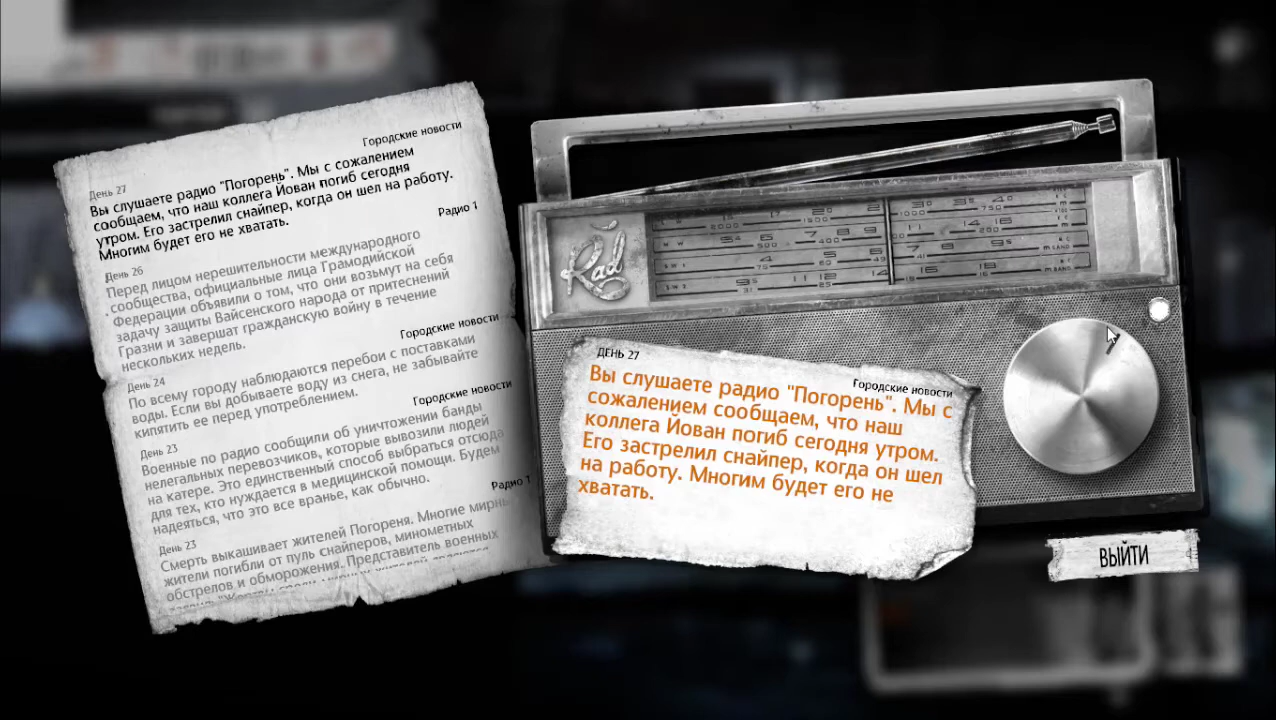 Городские новости
День 27
Вы слушаете радио "Погорень". Мы с сожалением
сообщаем, что наш коллега Йован погиб сегодня
утром. Его застрелил снайпер, когда он шел на работу.
Многим будет его не хватать.
Радио 1
День 26
Перед лицом нерешительности международного
сообщества, официальные лица Грамодийской
Федерации объявили о том, что они возьмут на себя
задачу защиты Вайсенского народа от притеснений
Гразни и завершат гражданскую войну в течение
нескольких недель.
Городские новости
День 24
По всему городу наблюдаются перебои с поставками
воды. Если вы добываете воду из снега, не забывайте
кипятить ее перед употреблением.
Городские новости
День 23
Военные по радио сообщили об уничтожении банды
нелегальных перевозчиков, которые вывозили людей
на катере. Это единственный способ выбраться отсюда
для тех, кто нуждается в медицинской помощи. Будем
надеяться, что это все вранье, как обычно.
Радио 1
День 23
Смерть выкашивает жителей Погореня. Многие мирные
жители погибли от пуль снайперов, минометных
обстрелов и обморожения. Представитель военных
Rad
ДЕНЬ 27
Городские новости
Вы слушаете радио "Погорень". Мы с
сожалением сообщаем, что наш
коллега Йован погиб сегодня утром.
Его застрелил снайпер, когда он шел
на работу. Многим будет его не
хватать.
ВЫЙТИ